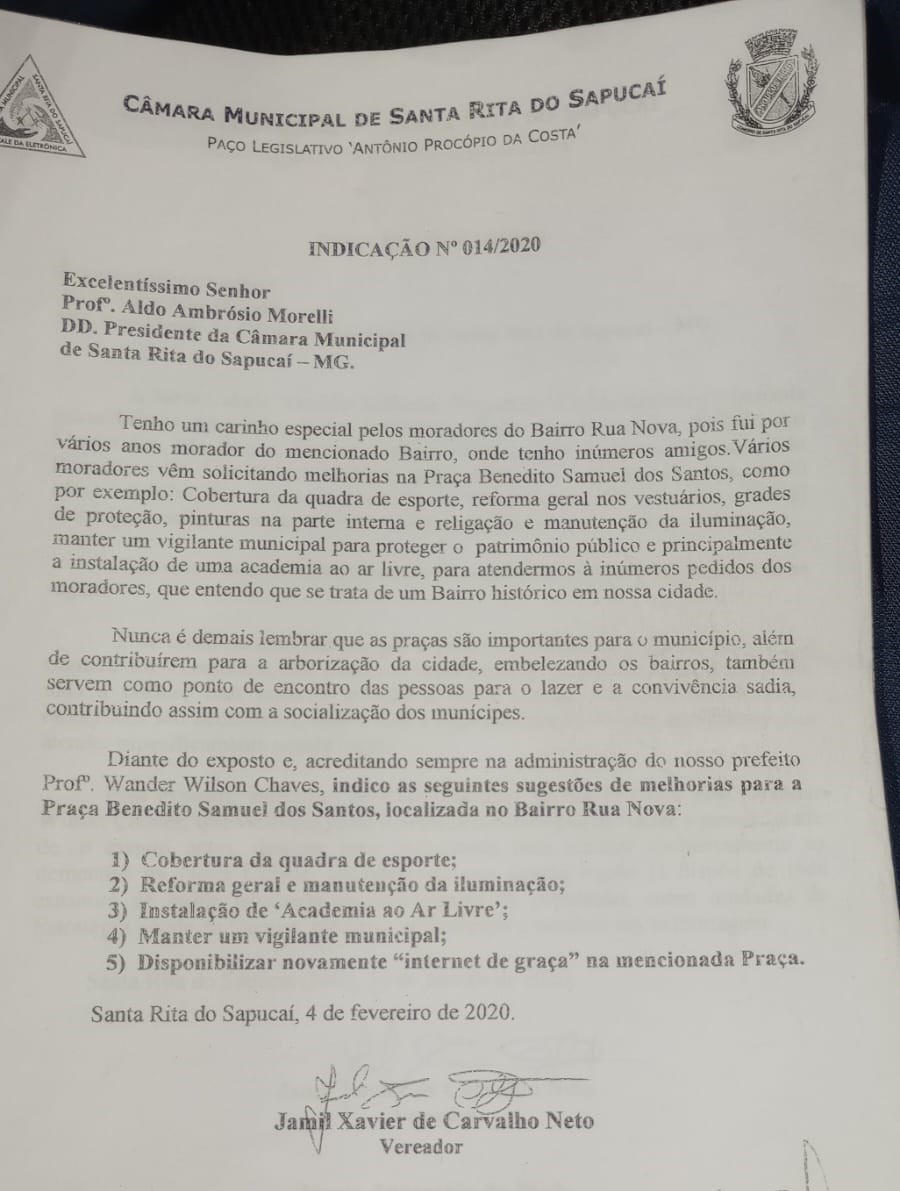 CÂMARA MUNICIPAL DE SANTA RITA DO SAPUCAÍ
PAÇO LEGISLATIVO 'ANTÔNIO PROCÓPIO DA COSTA'
SANTA RITA DO SAPUCAÍ
VALE DA ELETRÔNICA
INDICAÇÃO Nº 014/2020
Excelentíssimo Senhor
Profº. Aldo Ambrósio Morelli
DD. Presidente da Câmara Municipal
de Santa Rita do Sapucaí – MG.
Tenho um carinho especial pelos moradores do Bairro Rua Nova, pois fui por
vários anos morador do mencionado Bairro, onde tenho inúmeros amigos.Vários
moradores vêm solicitando melhorias na Praça Benedito Samuel dos Santos, como
por exemplo: Cobertura da quadra de esporte, reforma geral nos vestuários, grades
de proteção, pinturas na parte interna e religação e manutenção da iluminação,
manter um vigilante municipal para proteger o patrimônio público e principalmente
a instalação de uma academia ao ar livre, para atendermos à inúmeros pedidos dos
moradores, que entendo que se trata de um Bairro histórico em nossa cidade.
Nunca é demais lembrar que as praças são importantes para o município, além
de contribuírem para a arborização da cidade, embelezando os bairros, também
servem como ponto de encontro das pessoas para o lazer e a convivência sadia,
contribuindo assim com a socialização dos munícipes.
Diante do exposto e, acreditando sempre na administração do nosso prefeito
Profº. Wander Wilson Chaves, indico as seguintes sugestões de melhorias para a
Praça Benedito Samuel dos Santos, localizada no Bairro Rua Nova:
1) Cobertura da quadra de esporte;
2) Reforma geral e manutenção da iluminação;
3) Instalação de 'Academia ao Ar Livre';
4) Manter um vigilante municipal;
5) Disponibilizar novamente "internet de graça" na mencionada Praça.
Santa Rita do Sapucaí, 4 de fevereiro de 2020.
Jamil Xavier de Carvalho Neto
Vereador